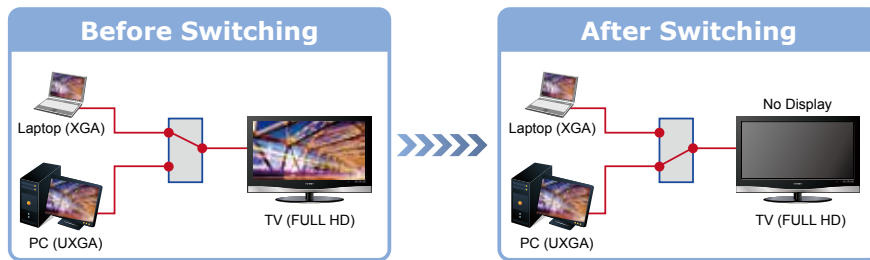 Before Switching
Laptop (XGA)
PC (UXGA)
TV (FULL HD)
After Switching
Laptop (XGA)
PC (UXGA)
No Display
TV (FULL HD)